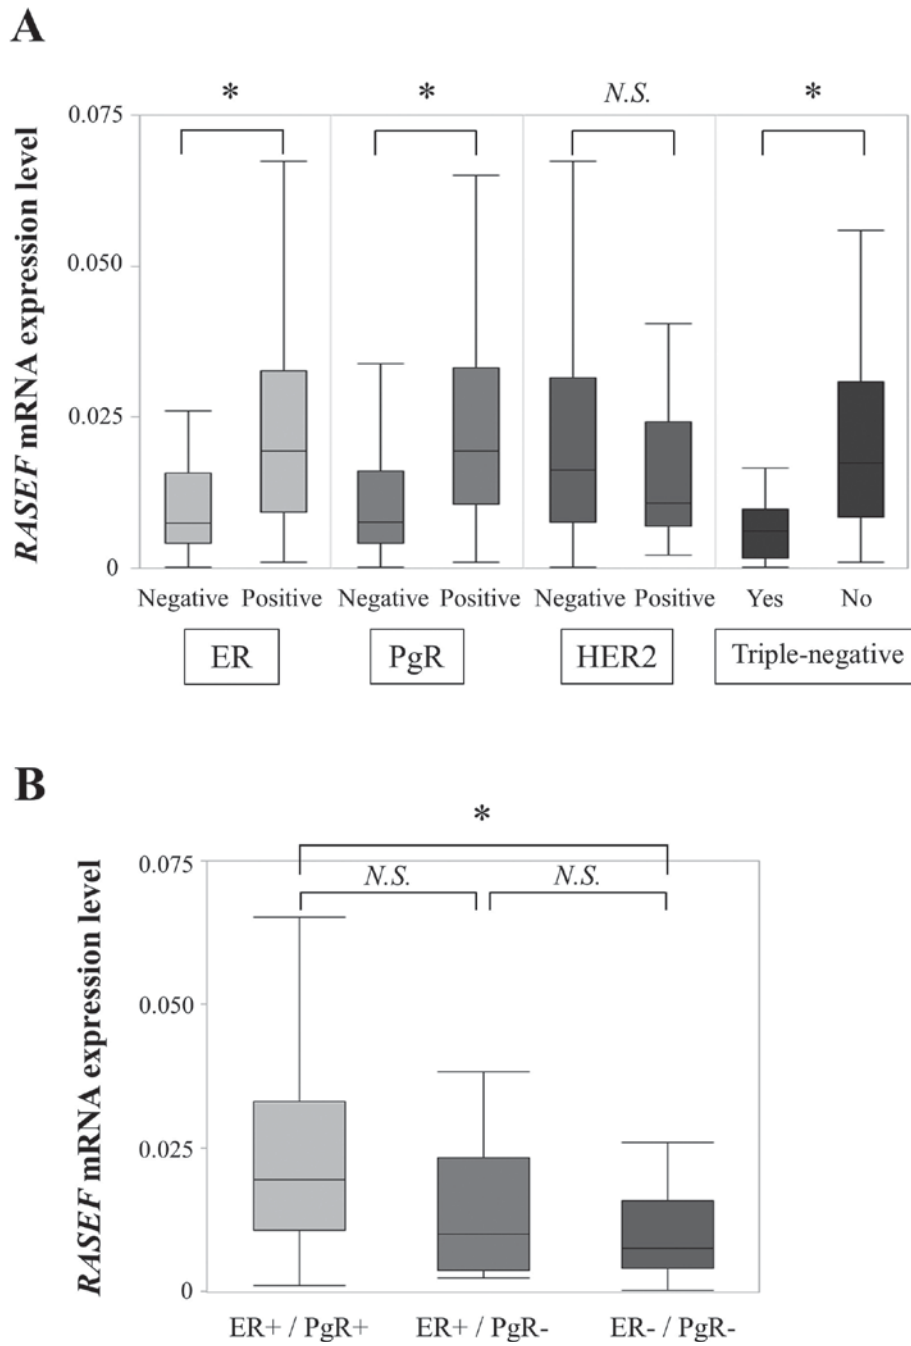 A
* * N.S. *
0.075
0.050
0.025
0
RASEF mRNA expression level
Negative Positive Negative Positive Negative Positive Yes No
ER PgR HER2 Triple-negative
B
*
N.S. N.S.
0.075
0.050
0.025
0
RASEF mRNA expression level
ER+ / PgR+ ER+ / PgR- ER- / PgR-